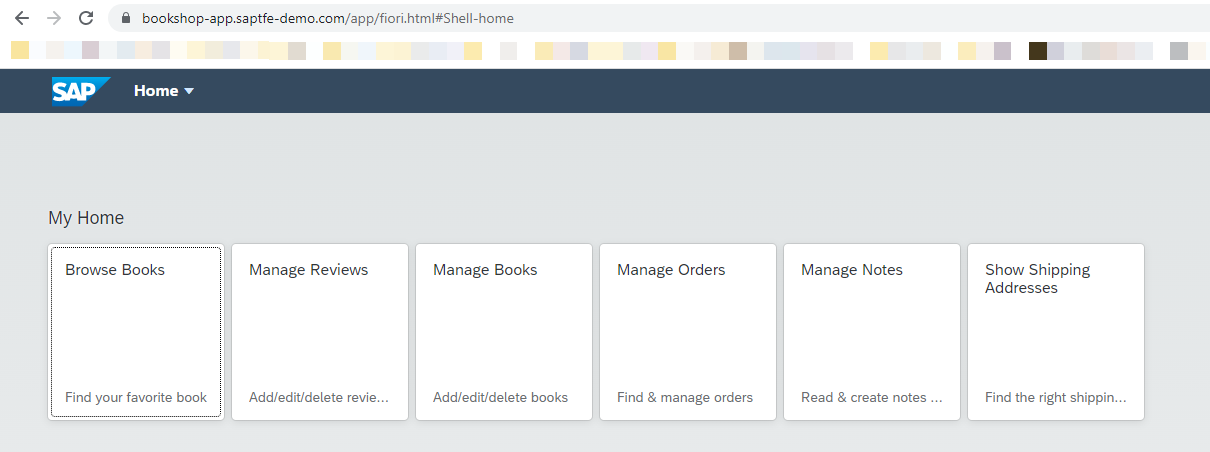 bookshop-app.saptfe-demo.com/app/fiori.html#Shell-home
SAP
Home
My Home
Browse Books
Find your favorite book
Manage Reviews
Add/edit/delete revie...
Manage Books
Add/edit/delete books
Manage Orders
Find & manage orders
Manage Notes
Read & create notes ...
Show Shipping
Addresses
Find the right shippin...